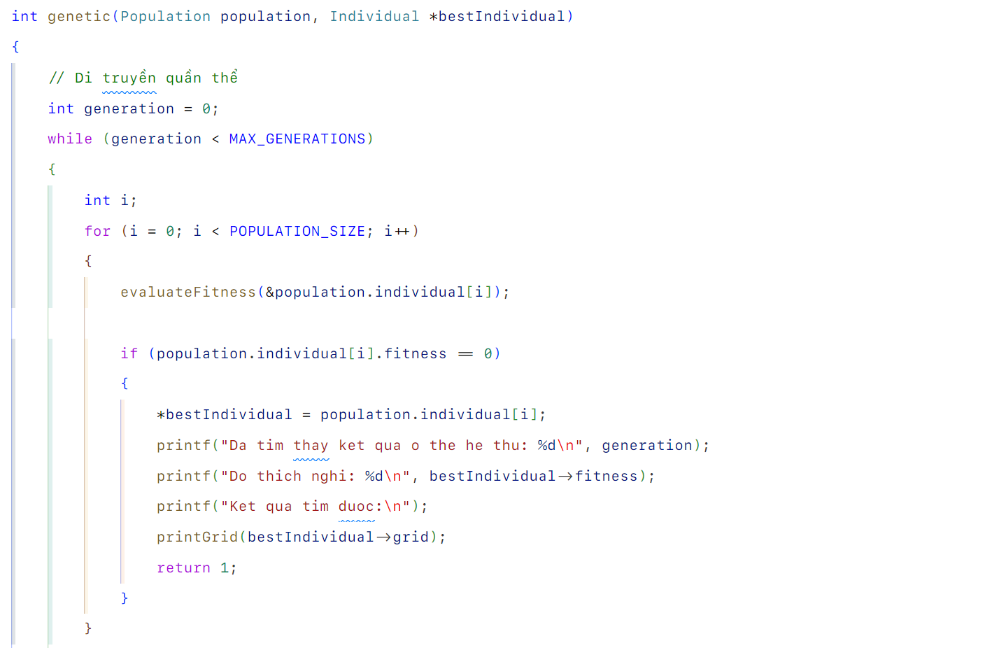 int genetic(Population population, Individual *bestIndividual)
{
// Di truyền quần thể
int generation = 0;
while (generation < MAX_GENERATIONS)
{
int i;
for (i = 0; i < POPULATION_SIZE; i++)
{
evaluateFitness(&population.individual[i]);
if (population.individual[i].fitness == 0)
{
*bestIndividual = population.individual[i];
printf("Da tim thay ket qua o the he thu: %d\n", generation);
printf("Do thich nghi: %d\n", bestIndividual->fitness);
printf("Ket qua tim duoc:\n");
printGrid(bestIndividual->grid);
return 1;
}
}